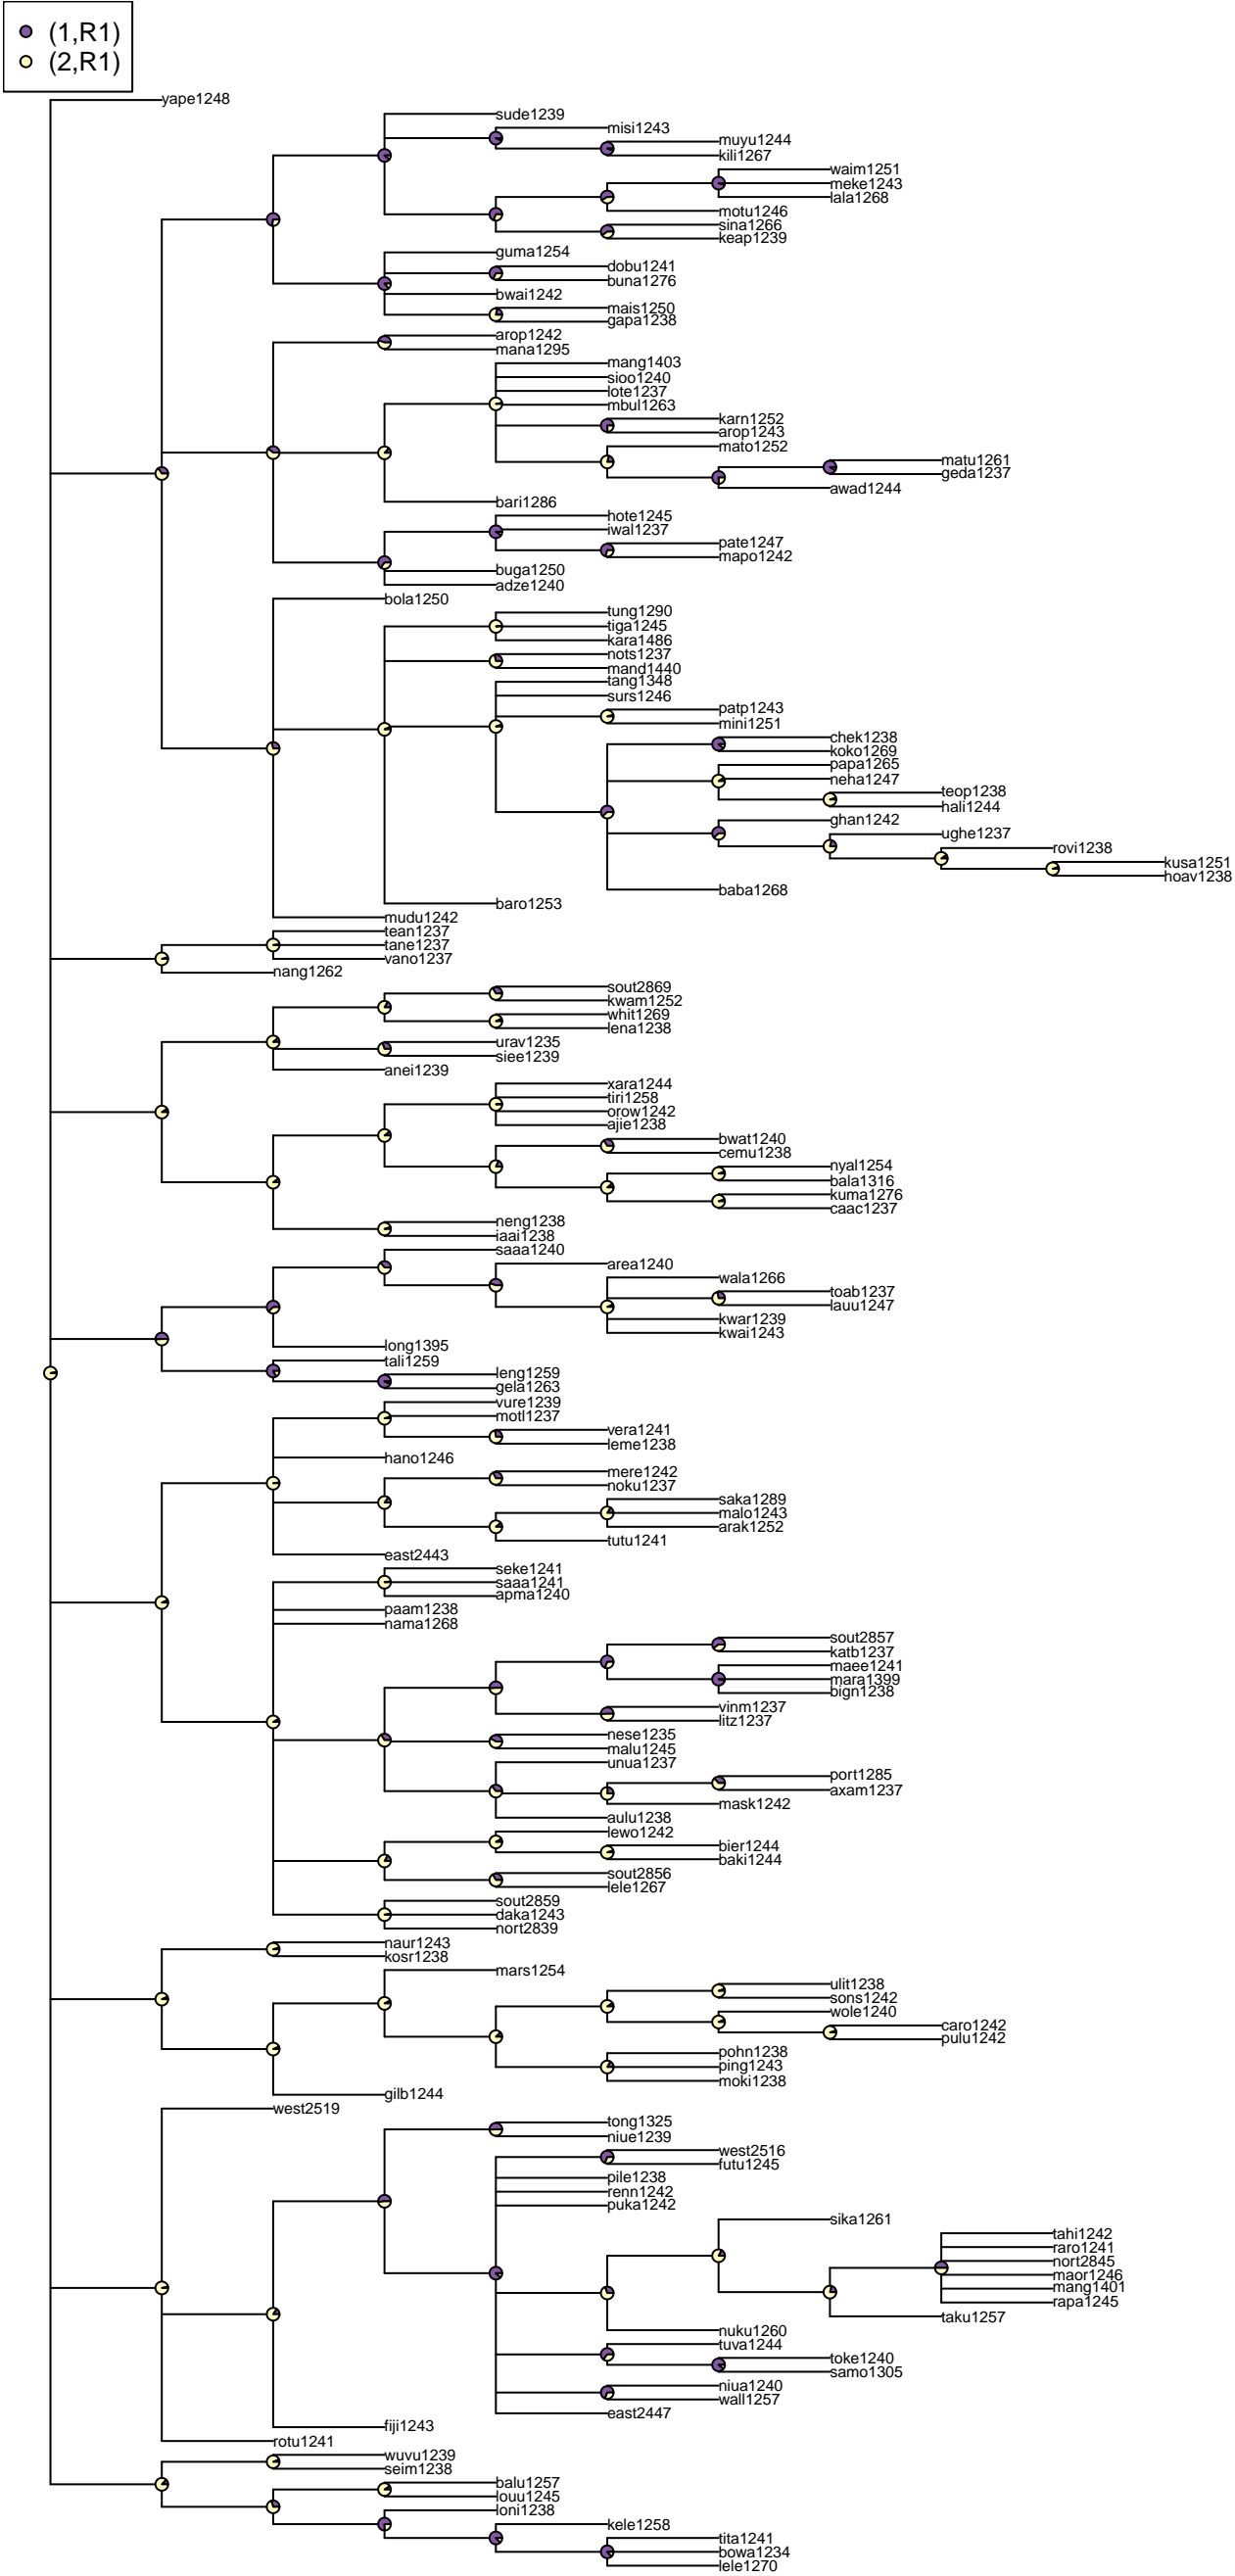 (1,R1)
(2,R1)
yape1248
sude1239
misi1243
muyu1244
kili1267
waim1251
meke1243
lala1268
motu1246
sina1266
keap1239
guma1254
dobu1241
buna1276
bwai1242
mais1250
gapa1238
arop1242
mana1295
mang1403
sioo1240
lote1237
mbul1263
karn1252
arop1243
mato1252
matu1261
geda1237
awad1244
bari1286
hote1245
iwal1237
pate1247
mapo1242
buga1250
adze1240
bola1250
tung1290
tiga1245
kara1486
nots1237
mand1440
tang1348
surs1246
patp1243
mini1251
chek1238
koko1269
papa1265
neha1247
teop1238
hali1244
ghan1242
ughe1237
rovi1238
kusa1251
hoav1238
baba1268
baro1253
mudu1242
tean1237
tane1237
vano1237
nang1262
sout2869
kwam1252
whit1269
lena1238
urav1235
siee1239
anei1239
xara1244
tiri1258
orow1242
ajie1238
bwat1240
cemu1238
nyal1254
bala1316
kuma1276
caac1237
neng1238
iaai1238
saaa1240
area1240
wala1266
toab1237
lauu1247
kwar1239
kwai1243
long1395
tali1259
leng1259
gela1263
vure1239
motl1237
vera1241
leme1238
hano1246
mere1242
noku1237
saka1289
malo1243
arak1252
tutu1241
east2443
seke1241
saaa1241
apma1240
paam1238
nama1268
sout2857
katb1237
maee1241
mara1399
bign1238
vinm1237
litz1237
nese1235
malu1245
unua1237
port1285
axam1237
mask1242
aulu1238
lewo1242
bier1244
baki1244
sout2856
lele1267
sout2859
daka1243
nort2839
naur1243
kosr1238
mars1254
ulit1238
sons1242
wole1240
caro1242
pulu1242
pohn1238
ping1243
moki1238
gilb1244
west2519
tong1325
niue1239
west2516
futu1245
pile1238
renn1242
puka1242
sika1261
tahi1242
raro1241
nort2845
maor1246
mang1401
rapa1245
taku1257
nuku1260
tuva1244
toke1240
samo1305
niua1240
wall1257
east2447
fiji1243
rotu1241
wuvu1239
seim1238
balu1257
louu1245
loni1238
kele1258
tita1241
bowa1234
lele1270